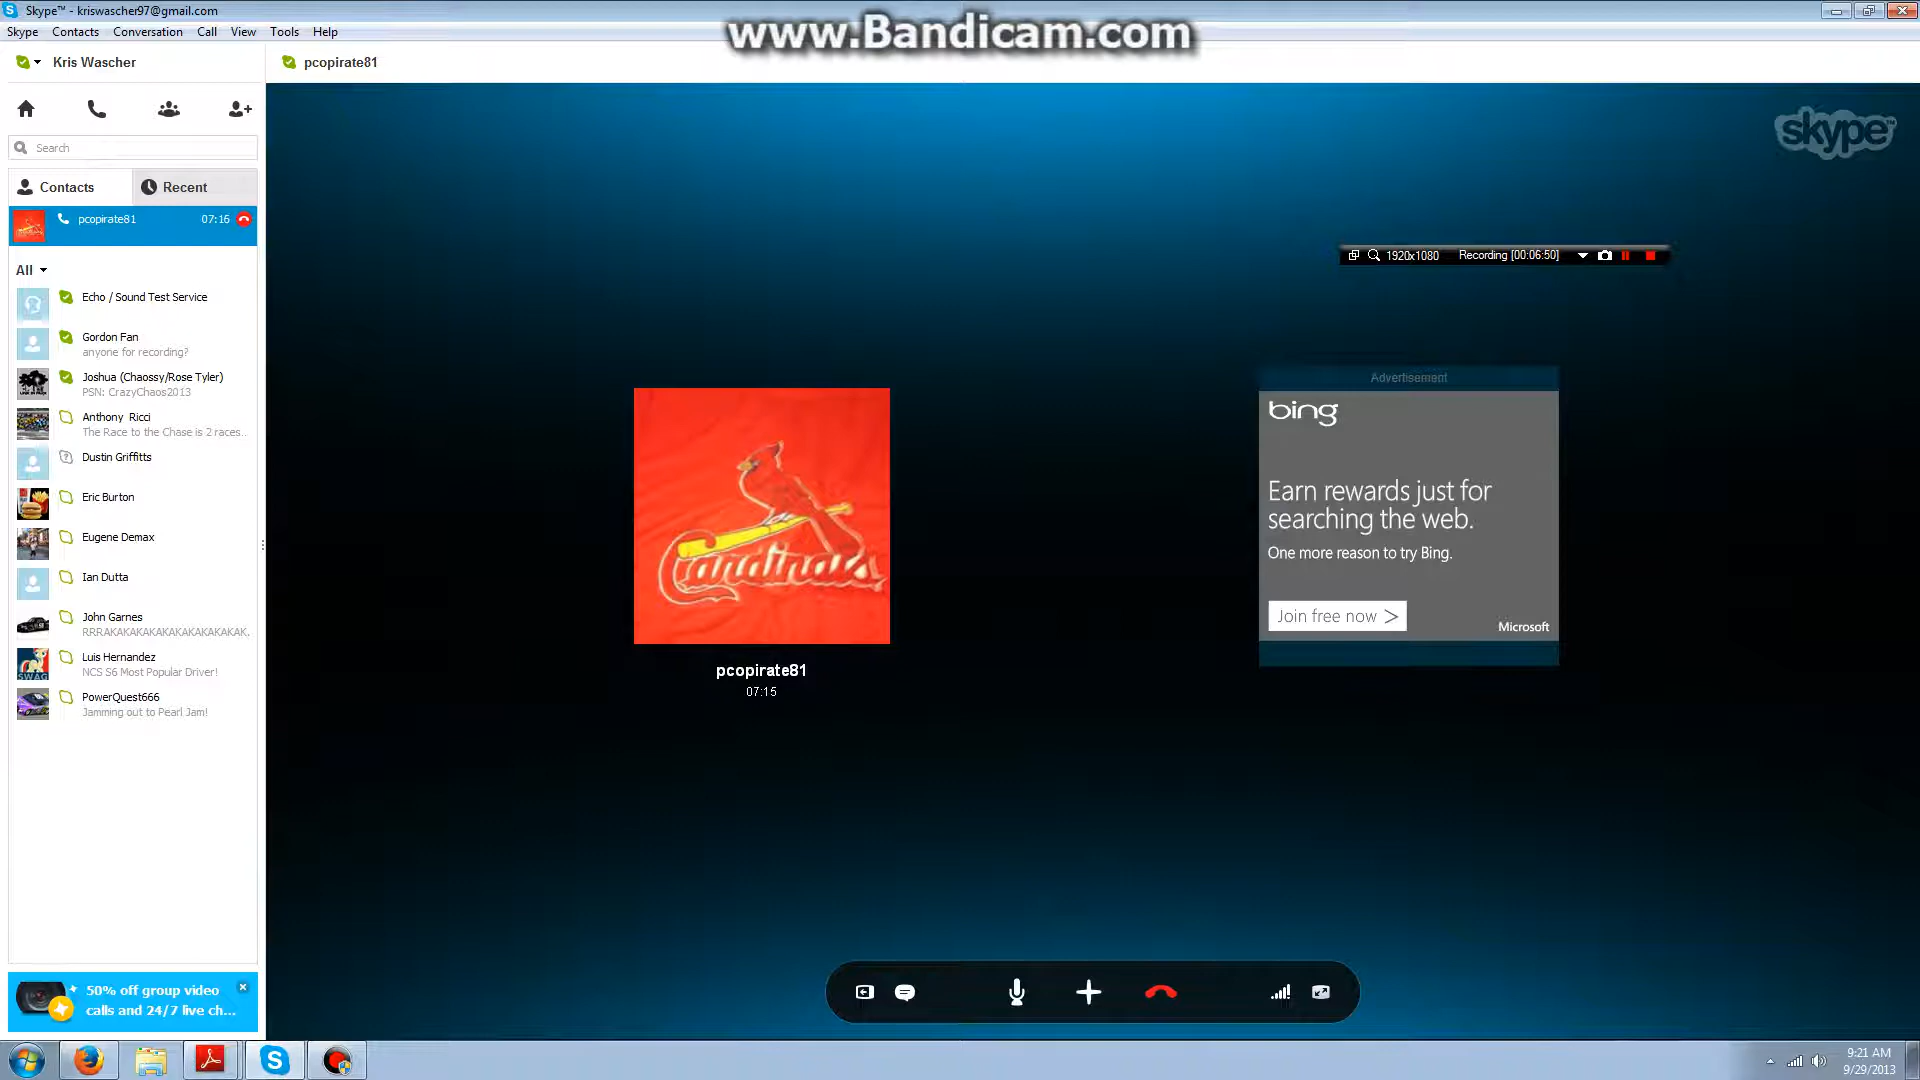 Skype™ - kriswascher97@gmail.com
www.Bandicam.com
Skype Contacts Conversation Call View Tools Help
Kris Wascher
pcopirate81
skype™
Search
Contacts
Recent
pcopirate81 07:16
1920x1080 Recording [00:06:50]
All
Echo / Sound Test Service
Gordon Fan
anyone for recording?
Joshua (Chaossy/Rose Tyler)
PSN: CrazyChaos2013
Anthony Ricci
The Race to the Chase is 2 races..
Dustin Griffitts
Eric Burton
Eugene Demax
Ian Dutta
John Garnes
RRRAKAKAKAKAKAKAKAKAK.
Luis Hernandez
NCS S6 Most Popular Driver!
SWAG
PowerQuest666
Jamming out to Pearl Jam!
Cardinals
pcopirate81
07:15
Advertisement
bing
Earn rewards just for
searching the web.
One more reason to try Bing.
Join free now >
Microsoft
50% off group video
calls and 24/7 live ch...
9:21 AM
9/29/2013